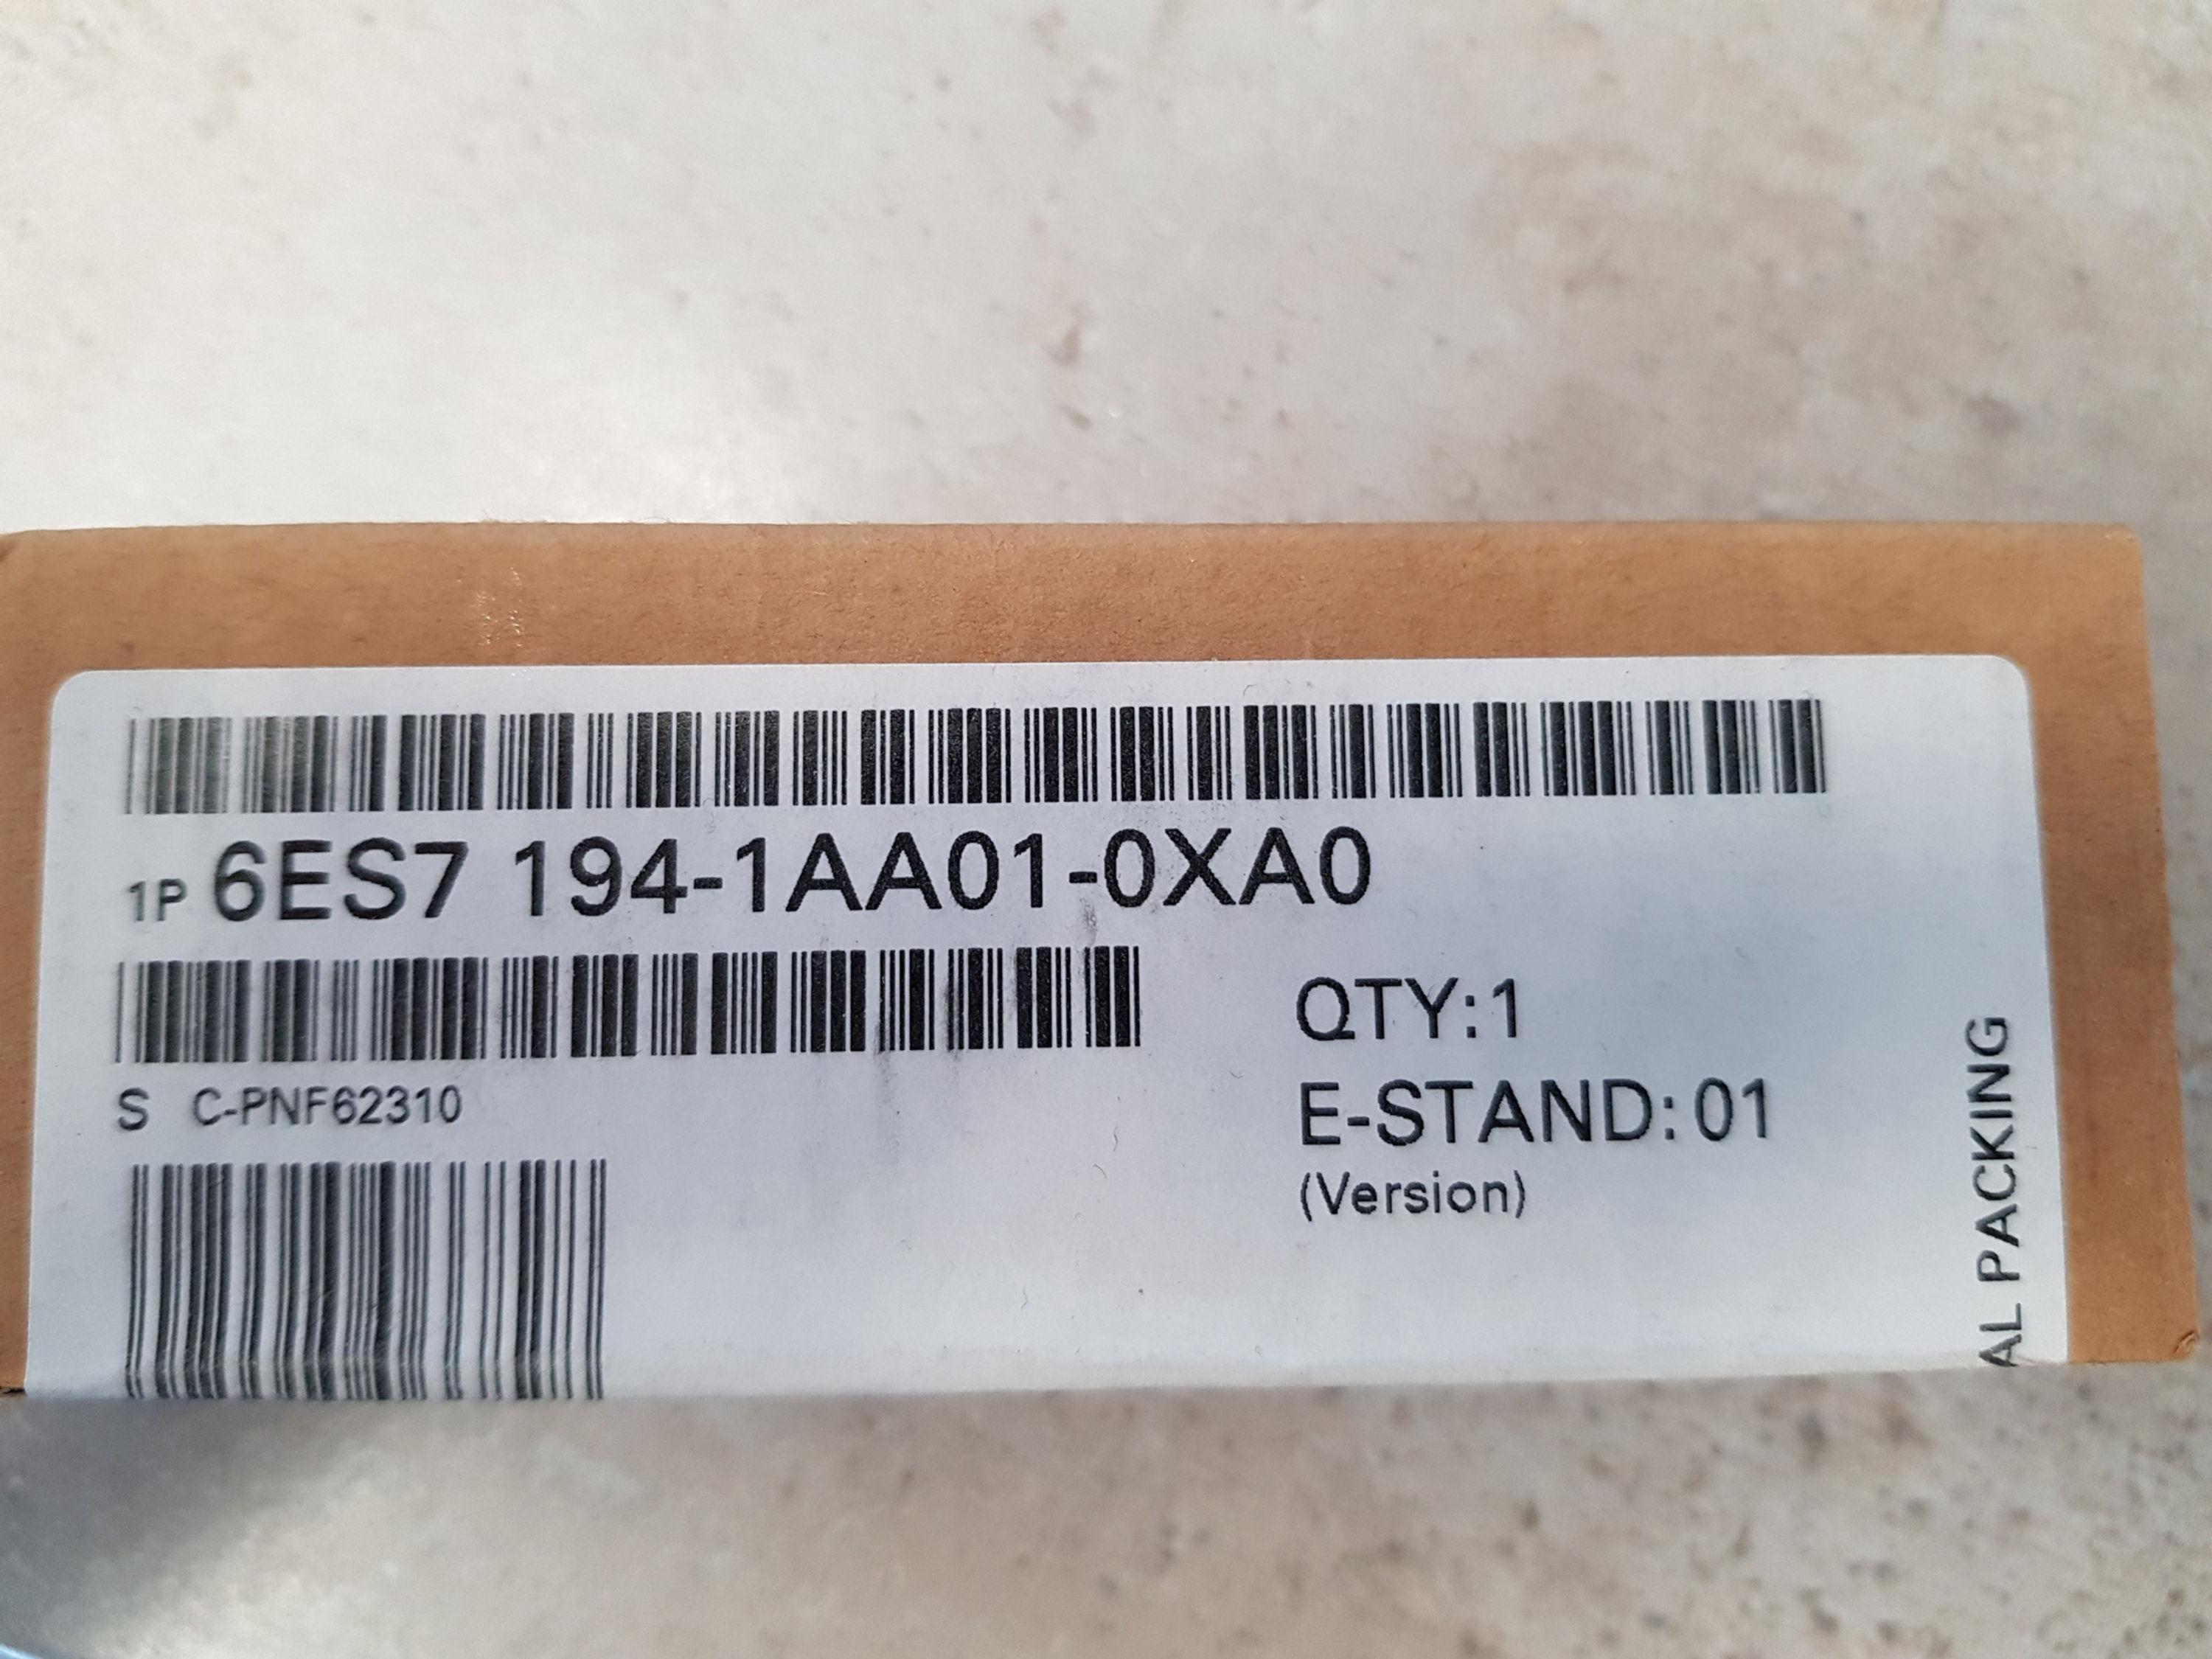 1P 6ES7 194-1AA01-0XA0
S C-PNF62310
QTY:1
E-STAND: 01
(Version)
AL PACKING